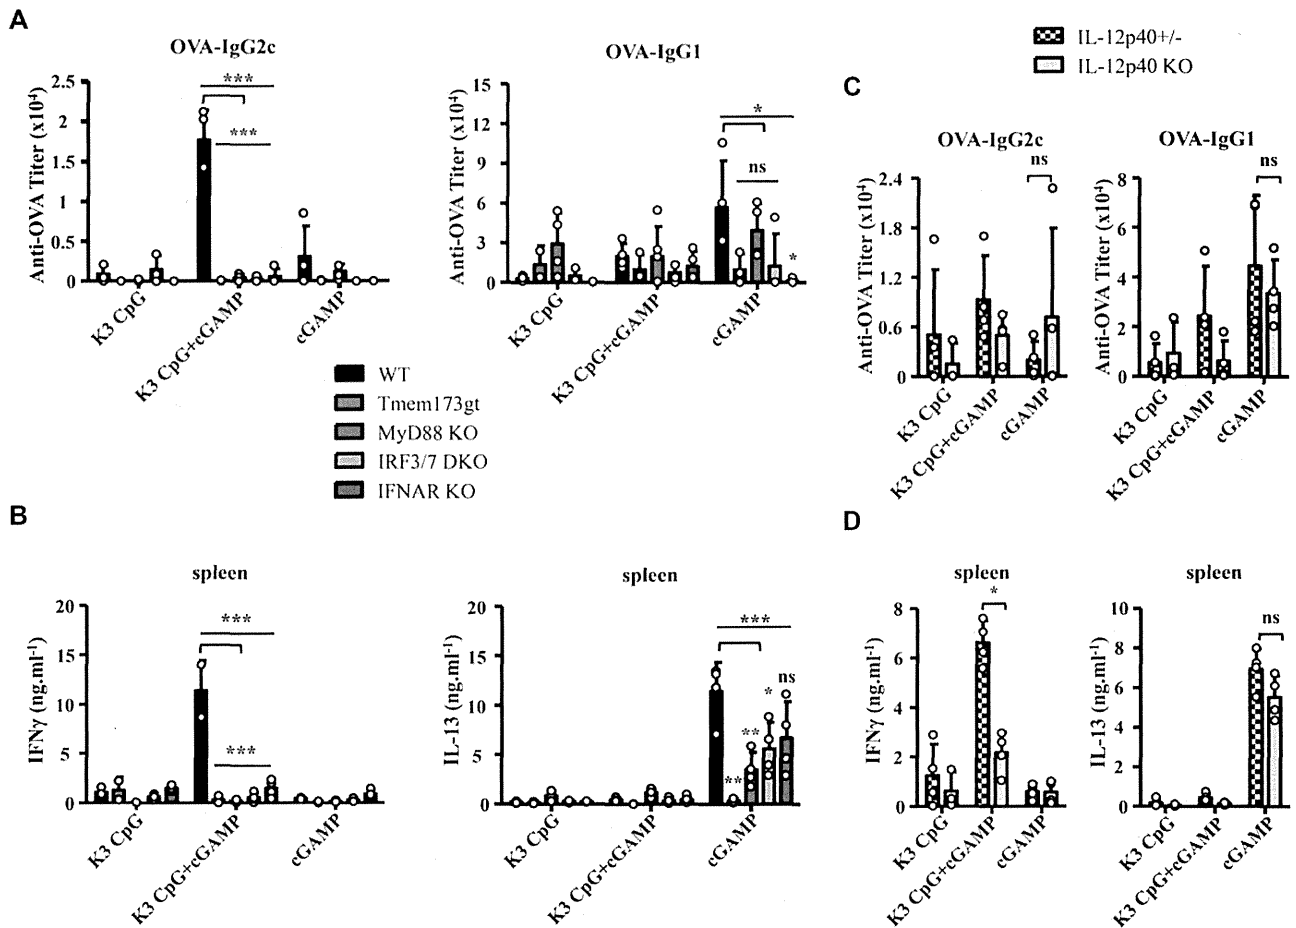 A
OVA-IgG2c
Anti-OVA Titer (x10⁴)
2.5
2
1.5
1
0.5
0
***
***
K3 CpG
K3 CpG+cGAMP
cGAMP
OVA-IgG1
Anti-OVA Titer (x10⁴)
15
12
9
6
3
0
*
ns
*
K3 CpG
K3 CpG+cGAMP
cGAMP
WT
Tmem173gt
MyD88 KO
IRF3/7 DKO
IFNAR KO
IL-12p40+/-
IL-12p40 KO
C
OVA-IgG2c
Anti-OVA Titer (x10⁴)
2.4
1.8
1.2
0.6
0
ns
K3 CpG
K3 CpG+cGAMP
cGAMP
OVA-IgG1
Anti-OVA Titer (x10⁴)
8
6
4
2
0
ns
K3 CpG
K3 CpG+cGAMP
cGAMP
B
spleen
IFNγ (ng.ml⁻¹)
20
15
10
5
0
***
***
K3 CpG
K3 CpG+cGAMP
cGAMP
spleen
IL-13 (ng.ml⁻¹)
20
15
10
5
0
***
**
**
*
ns
K3 CpG
K3 CpG+cGAMP
cGAMP
D
spleen
IFNγ (ng.ml⁻¹)
8
6
4
2
0
*
K3 CpG
K3 CpG+cGAMP
cGAMP
spleen
IL-13 (ng.ml⁻¹)
10
8
6
4
2
0
ns
K3 CpG
K3 CpG+cGAMP
cGAMP